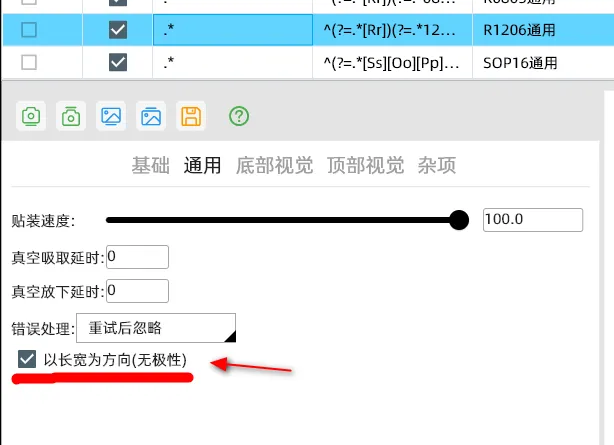 .* ^(?=.*[Rr])(?=.*12... R1206通用
.* ^(?=.*[Ss][Oo][Pp]... SOP16通用
基础 通用 底部视觉 顶部视觉 杂项
贴装速度: 100.0
真空吸取延时: 0
真空放下延时: 0
错误处理: 重试后忽略
以长宽为方向(无极性)